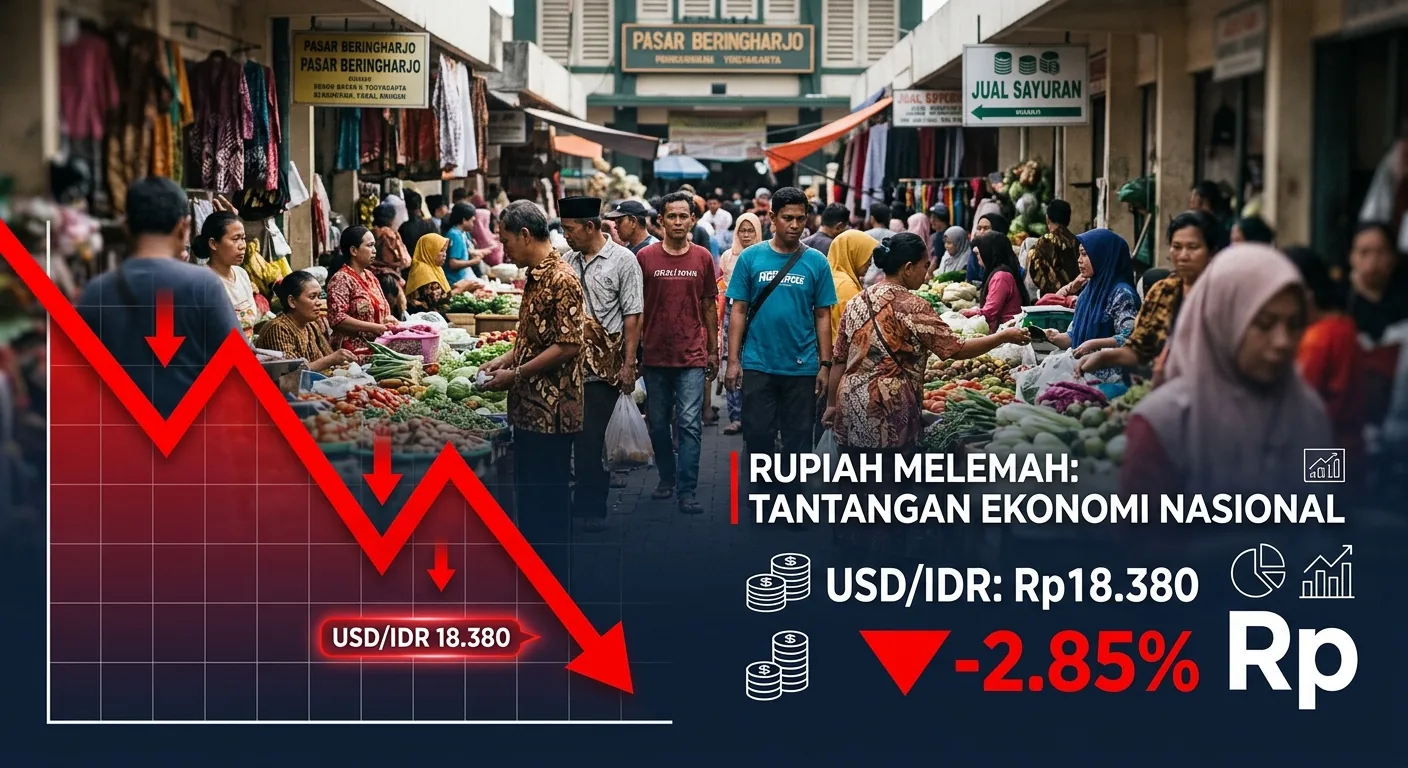 PASAR BERINGHARJO
PASAR BERINGHARJO
PASAR BERINGHARJO
YOGYAKARTA
JUAL SAYURAN
USD/IDR 18.380
RUPIAH MELEMAH:
TANTANGAN EKONOMI NASIONAL
USD/IDR: Rp18.380
-2.85%
Rp